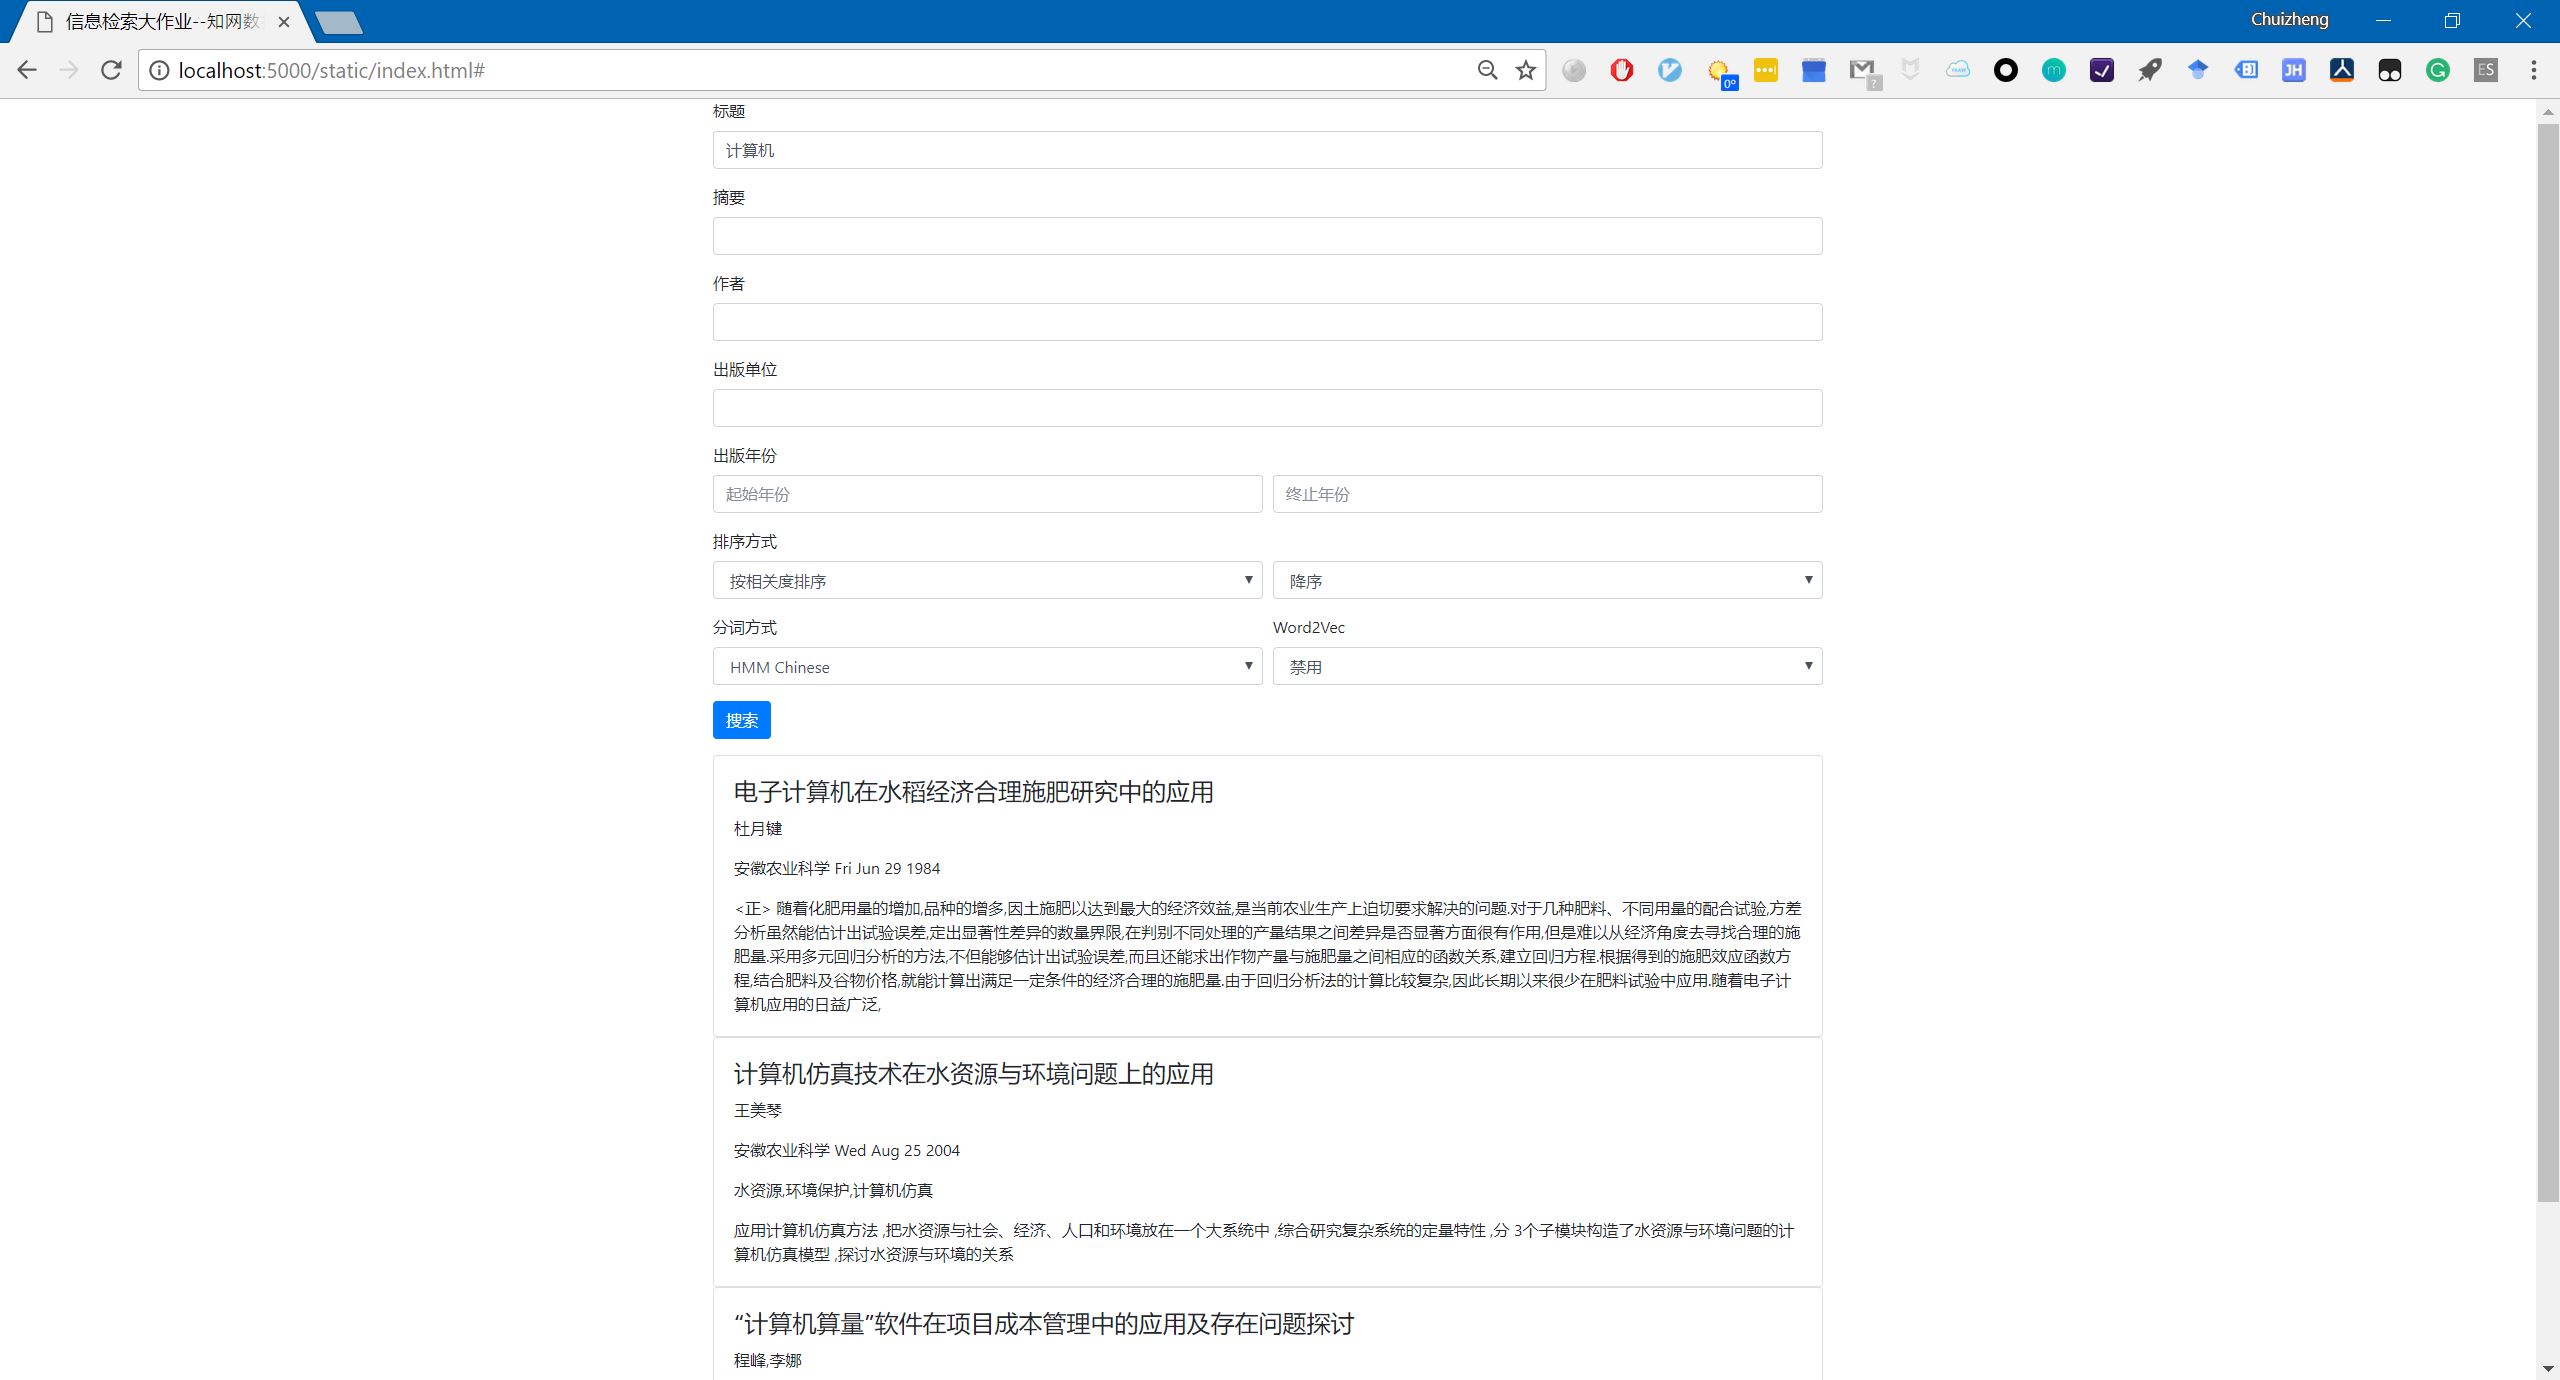 信息检索大作业--知网数
Chuizheng
localhost:5000/static/index.html#
0°
?
JH
ES
标题
计算机
摘要
作者
出版单位
出版年份
起始年份 终止年份
排序方式
按相关度排序 降序
分词方式 Word2Vec
HMM Chinese 禁用
搜索
电子计算机在水稻经济合理施肥研究中的应用
杜月键
安徽农业科学 Fri Jun 29 1984
<正> 随着化肥用量的增加,品种的增多,因土施肥以达到最大的经济效益,是当前农业生产上迫切要求解决的问题.对于几种肥料、不同用量的配合试验,方差
分析虽然能估计出试验误差,定出显著性差异的数量界限,在判别不同处理的产量结果之间差异是否显著方面很有作用,但是难以从经济角度去寻找合理的施
肥量.采用多元回归分析的方法,不但能够估计出试验误差,而且还能求出作物产量与施肥量之间相应的函数关系,建立回归方程.根据得到的施肥效应函数方
程,结合肥料及谷物价格,就能计算出满足一定条件的经济合理的施肥量.由于回归分析法的计算比较复杂,因此长期以来很少在肥料试验中应用.随着电子计
算机应用的日益广泛,
计算机仿真技术在水资源与环境问题上的应用
王美琴
安徽农业科学 Wed Aug 25 2004
水资源,环境保护,计算机仿真
应用计算机仿真方法 ,把水资源与社会、经济、人口和环境放在一个大系统中 ,综合研究复杂系统的定量特性 ,分 3个子模块构造了水资源与环境问题的计
算机仿真模型 ,探讨水资源与环境的关系
“计算机算量”软件在项目成本管理中的应用及存在问题探讨
程峰,李娜